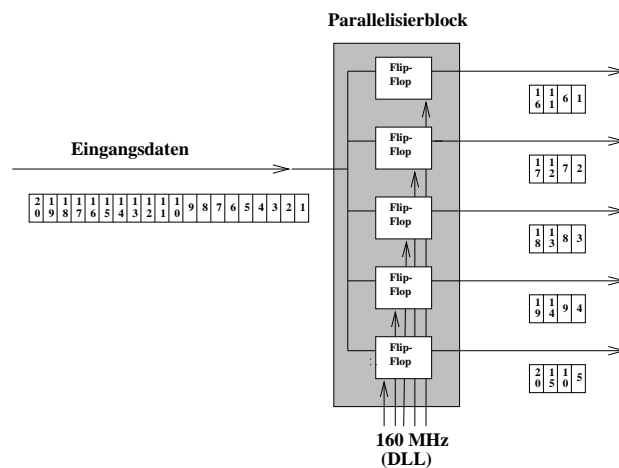 Parallelisierblock
Flip-
Flop
16 11 6 1
Eingangsdaten
Flip-
Flop
17 12 7 2
20 19 18 17 16 15 14 13 12 11 10 9 8 7 6 5 4 3 2 1
Flip-
Flop
18 13 8 3
Flip-
Flop
19 14 9 4
Flip-
Flop
20 15 10 5
160 MHz
(DLL)